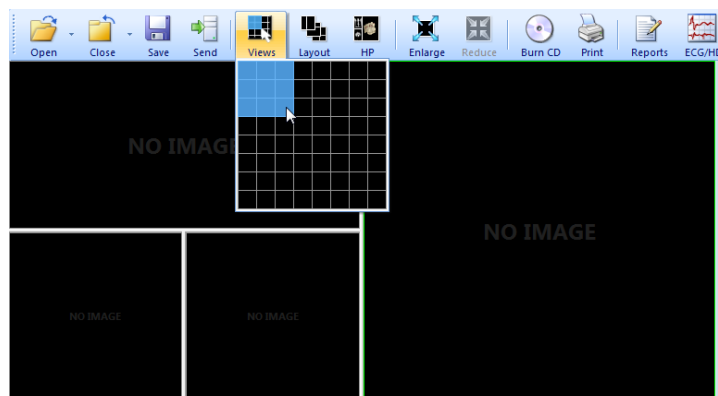 Open Close Save Send Views Layout HP Enlarge Reduce Burn CD Print Reports
NO IMAGE
NO IMAGE
NO IMAGE NO IMAGE